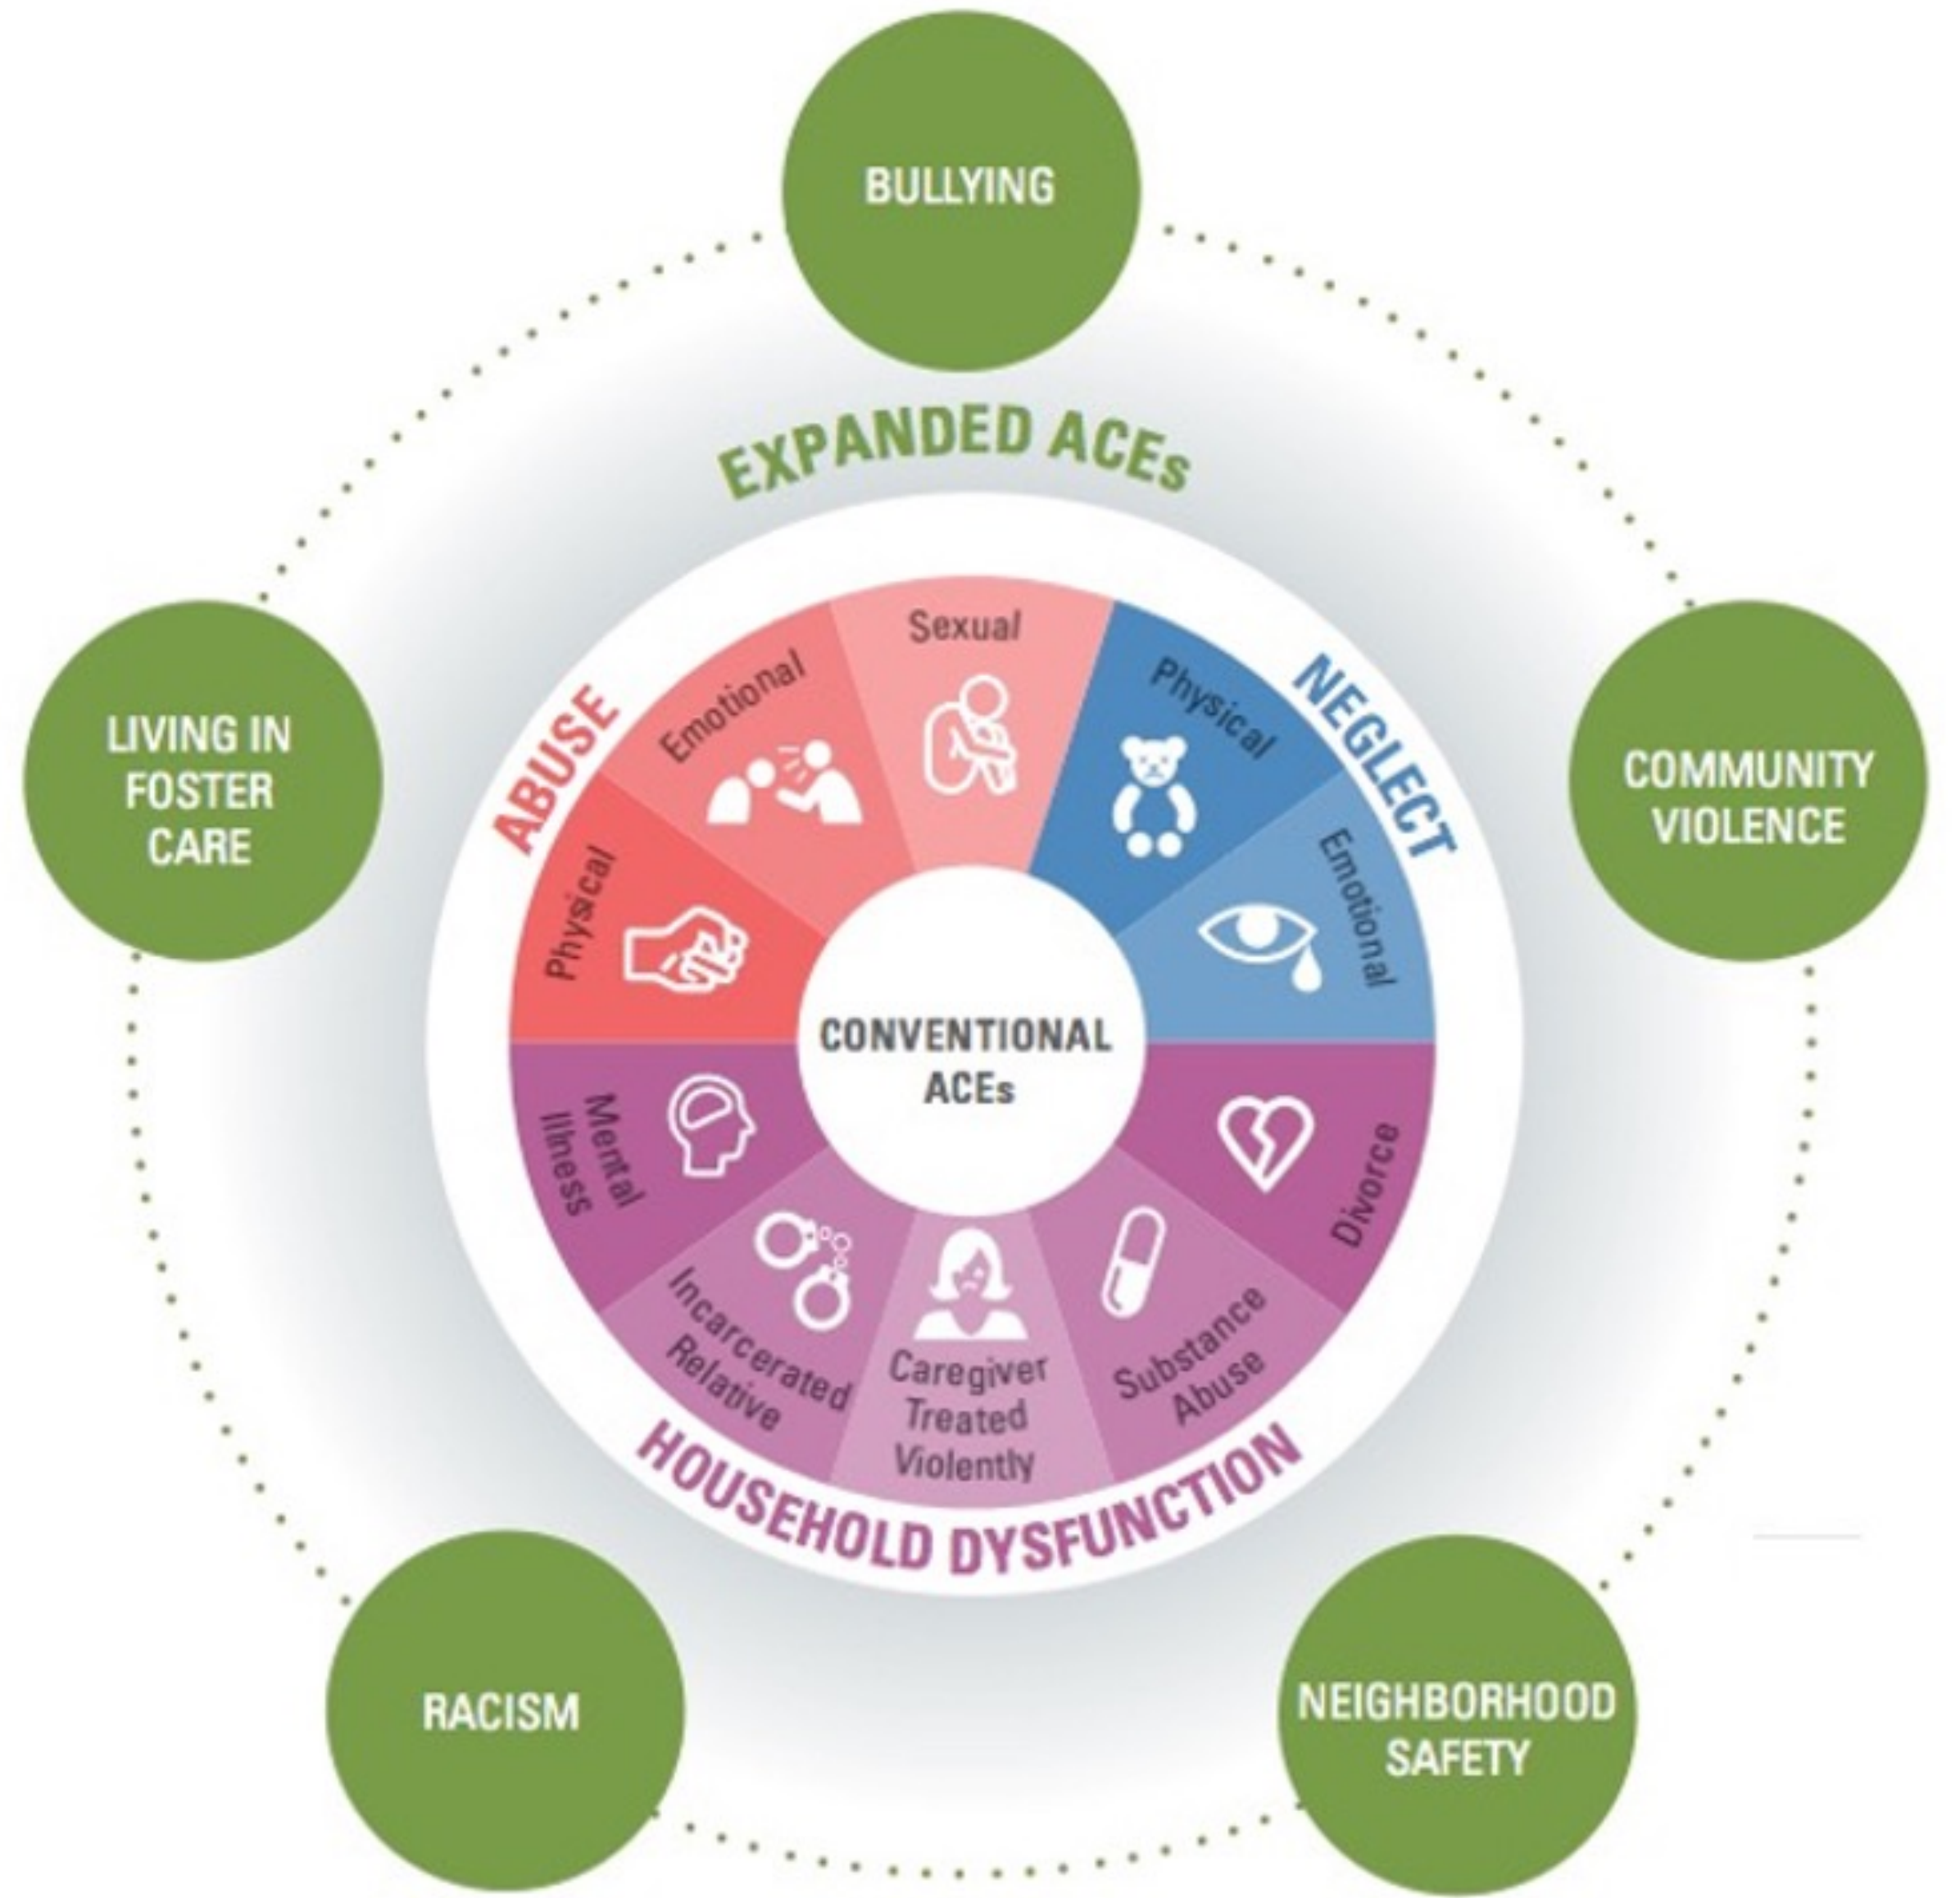 BULLYING
EXPANDED ACEs
LIVING IN
FOSTER
CARE
COMMUNITY
VIOLENCE
ABUSE
Physical
Emotional
Sexual
NEGLECT
Physical
Emotional
CONVENTIONAL
ACEs
Mental
Illness
Incarcerated
Relative
Caregiver
Treated
Violently
Substance
Abuse
Divorce
HOUSEHOLD DYSFUNCTION
RACISM
NEIGHBORHOOD
SAFETY